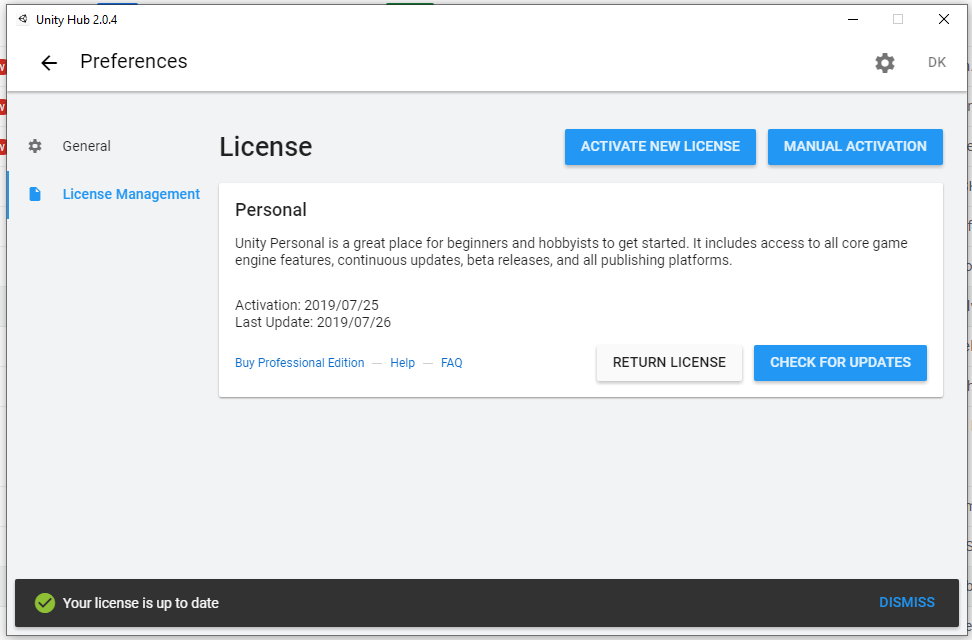 Unity Hub 2.0.4
Preferences
DK
General
License Management
License
ACTIVATE NEW LICENSE
MANUAL ACTIVATION
Personal
Unity Personal is a great place for beginners and hobbyists to get started. It includes access to all core game
engine features, continuous updates, beta releases, and all publishing platforms.
Activation: 2019/07/25
Last Update: 2019/07/26
Buy Professional Edition — Help — FAQ
RETURN LICENSE
CHECK FOR UPDATES
Your license is up to date
DISMISS